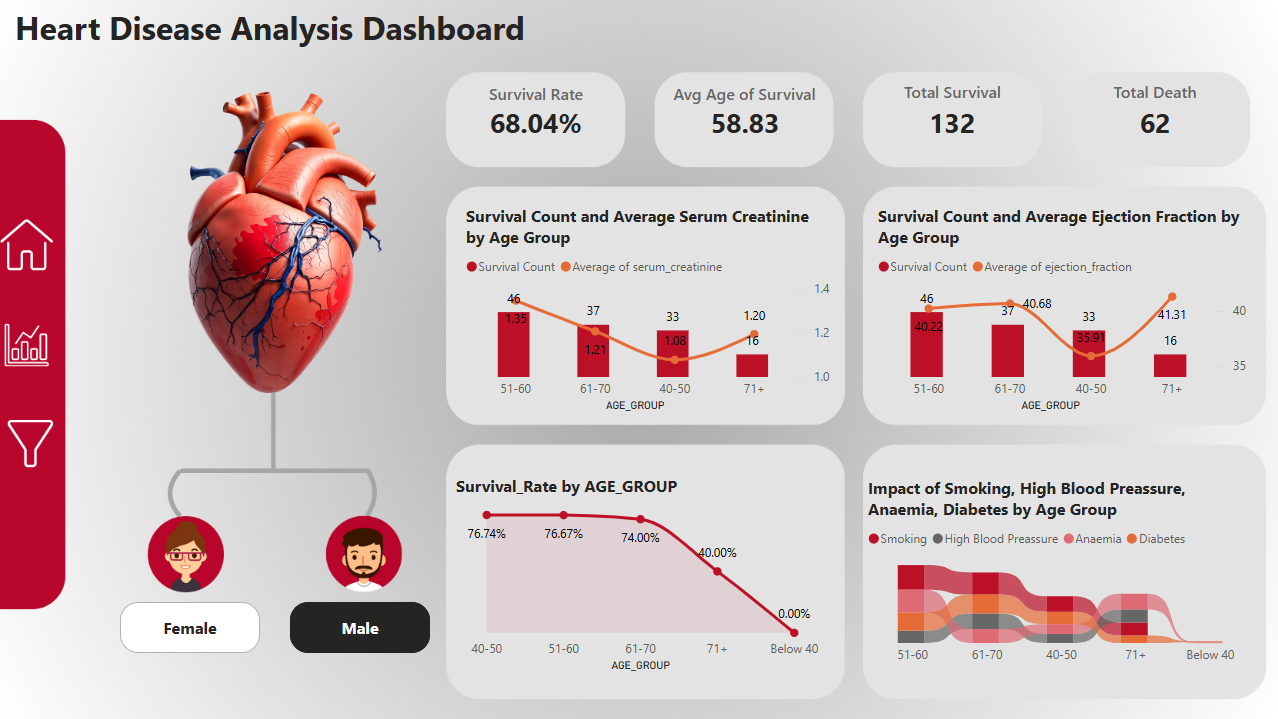 Heart Disease Analysis Dashboard
Survival Rate
68.04%
Avg Age of Survival
58.83
Total Survival
132
Total Death
62
Survival Count and Average Serum Creatinine
by Age Group
Survival Count Average of serum_creatinine
1.4
1.2
1.0
46
1.35
37
1.21
33
1.08
1.20
16
51-60 61-70 40-50 71+
AGE_GROUP
Survival Count and Average Ejection Fraction by
Age Group
Survival Count Average of ejection_fraction
40
35
46
40.22
37
40.68
33
35.91
41.31
16
51-60 61-70 40-50 71+
AGE_GROUP
Female
Male
Survival_Rate by AGE_GROUP
76.74% 76.67% 74.00% 40.00% 0.00%
40-50 51-60 61-70 71+ Below 40
AGE_GROUP
Impact of Smoking, High Blood Preassure,
Anaemia, Diabetes by Age Group
Smoking High Blood Preassure Anaemia Diabetes
51-60 61-70 40-50 71+ Below 40